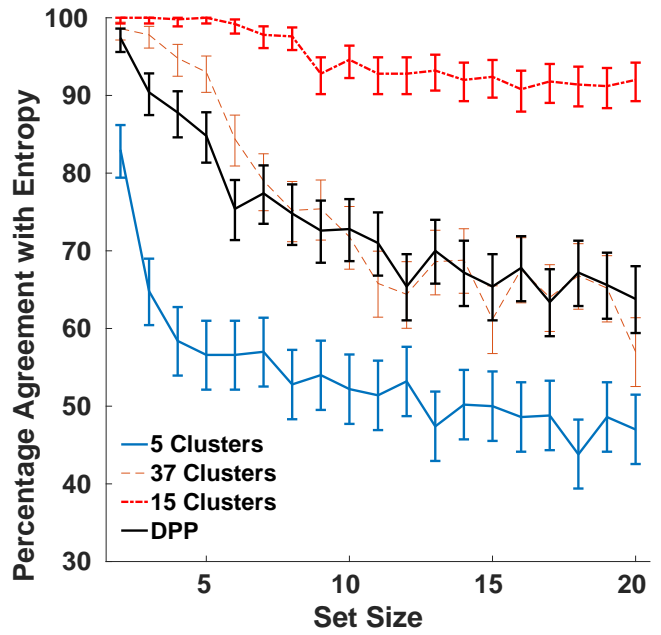 Percentage Agreement with Entropy
100
90
80
70
60
50
40
30
5 Clusters
37 Clusters
15 Clusters
DPP
5
10
15
20
Set Size